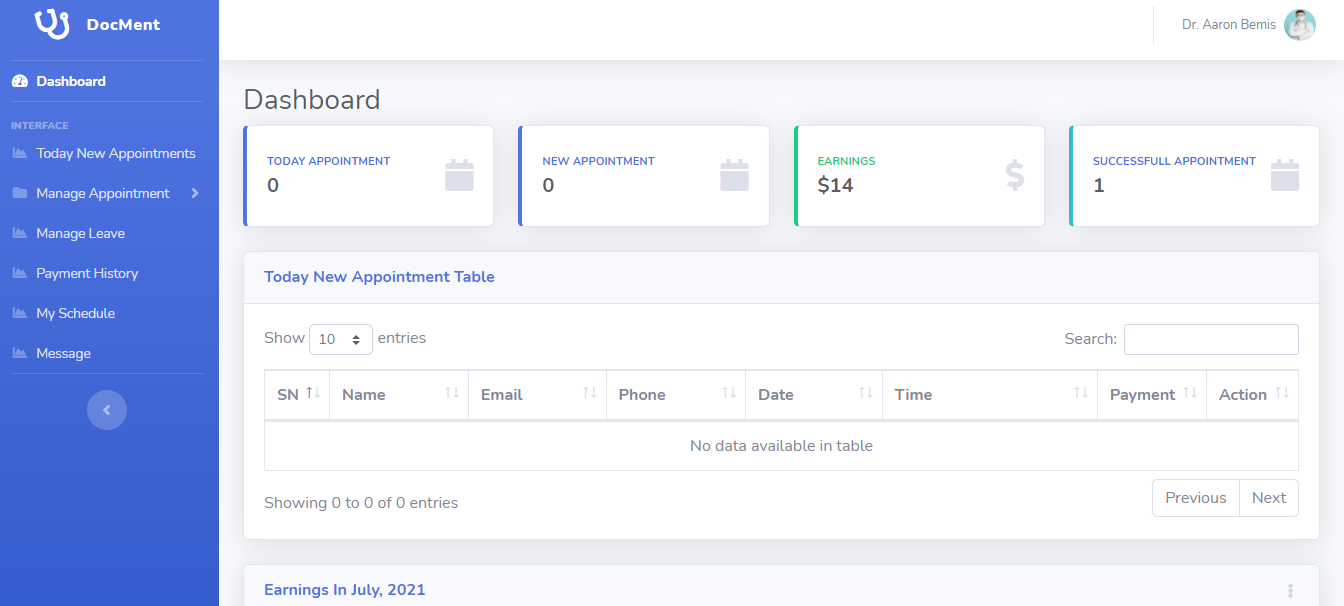 DocMent
Dr. Aaron Bemis
Dashboard
INTERFACE
Today New Appointments
Manage Appointment
Manage Leave
Payment History
My Schedule
Message
Dashboard
TODAY APPOINTMENT
0
NEW APPOINTMENT
0
EARNINGS
$14
SUCCESSFULL APPOINTMENT
1
Today New Appointment Table
Show 10 entries
Search:
SN Name Email Phone Date Time Payment Action
No data available in table
Showing 0 to 0 of 0 entries
Previous Next
Earnings In July, 2021